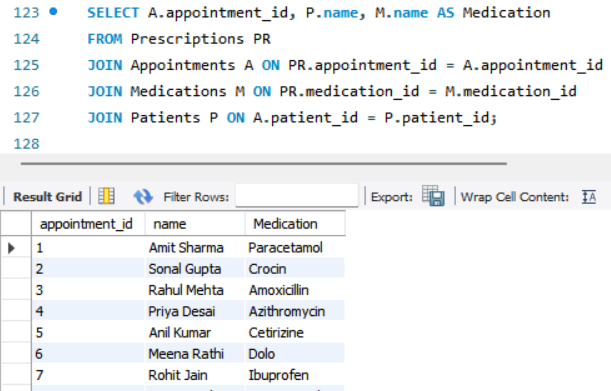 123 SELECT A.appointment_id, P.name, M.name AS Medication
124 FROM Prescriptions PR
125 JOIN Appointments A ON PR.appointment_id = A.appointment_id
126 JOIN Medications M ON PR.medication_id = M.medication_id
127 JOIN Patients P ON A.patient_id = P.patient_id;
128
Result Grid Filter Rows: Export: Wrap Cell Content:
appointment_id name Medication
1 Amit Sharma Paracetamol
2 Sonal Gupta Crocin
3 Rahul Mehta Amoxicillin
4 Priya Desai Azithromycin
5 Anil Kumar Cetirizine
6 Meena Rathi Dolo
7 Rohit Jain Ibuprofen